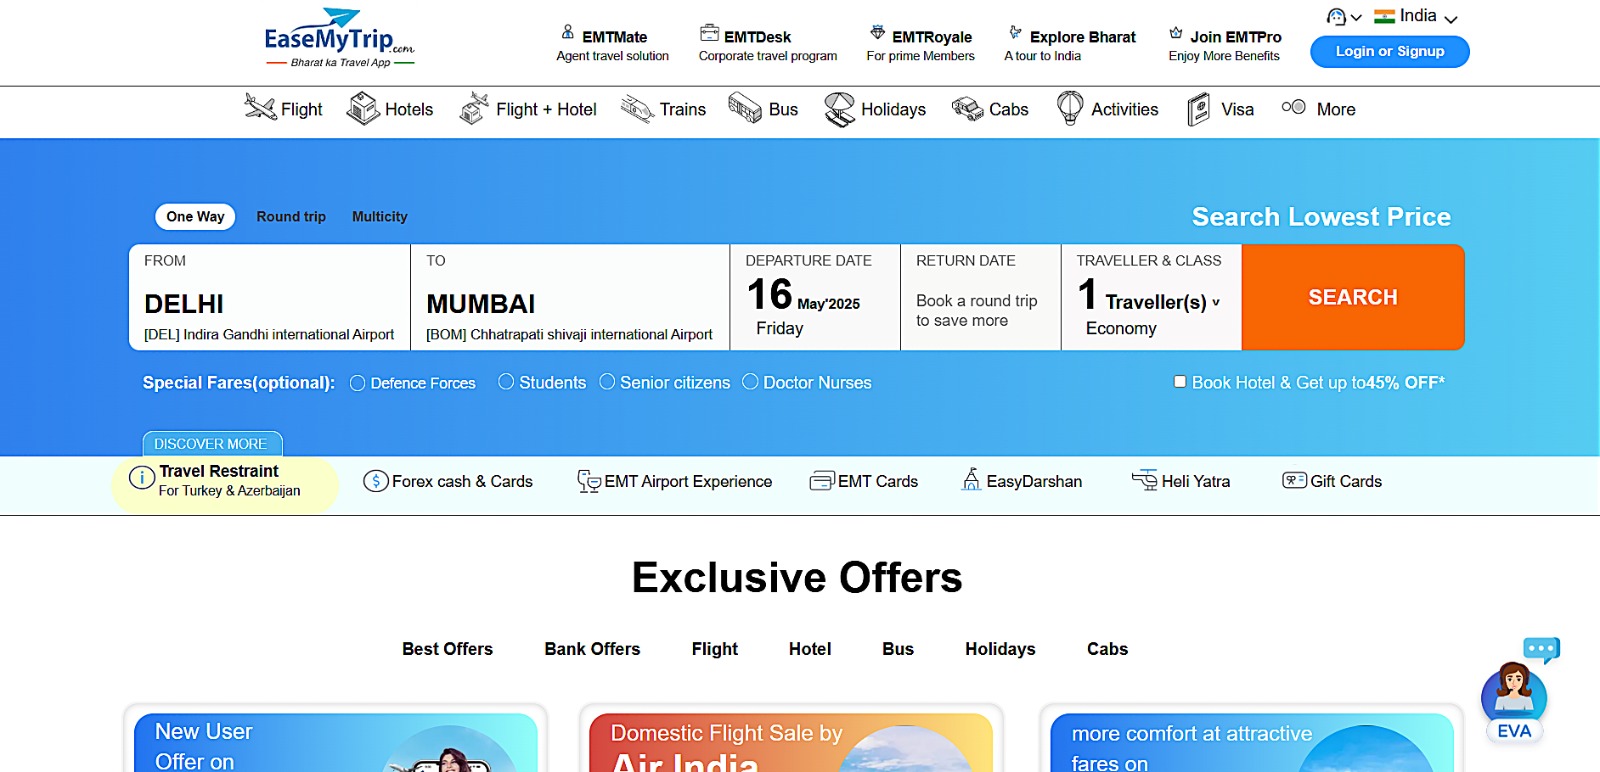 EaseMyTrip.com
Bharat ka Travel App
EMTMate
Agent travel solution
EMTDesk
Corporate travel program
EMTRoyale
For prime Members
Explore Bharat
A tour to India
Join EMTPro
Enjoy More Benefits
India
Login or Signup
Flight
Hotels
Flight + Hotel
Trains
Bus
Holidays
Cabs
Activities
Visa
More
One Way
Round trip
Multicity
Search Lowest Price
FROM
DELHI
[DEL] Indira Gandhi international Airport
TO
MUMBAI
[BOM] Chhatrapati shivaji international Airport
DEPARTURE DATE
16 May'2025
Friday
RETURN DATE
Book a round trip
to save more
TRAVELLER & CLASS
1 Traveller(s)
Economy
SEARCH
Special Fares(optional):
Defence Forces
Students
Senior citizens
Doctor Nurses
Book Hotel & Get up to45% OFF*
DISCOVER MORE
Travel Restraint
For Turkey & Azerbaijan
Forex cash & Cards
EMT Airport Experience
EMT Cards
EasyDarshan
Heli Yatra
Gift Cards
Exclusive Offers
Best Offers
Bank Offers
Flight
Hotel
Bus
Holidays
Cabs
New User
Offer on
Domestic Flight Sale by
Air India
more comfort at attractive
fares on
EVA